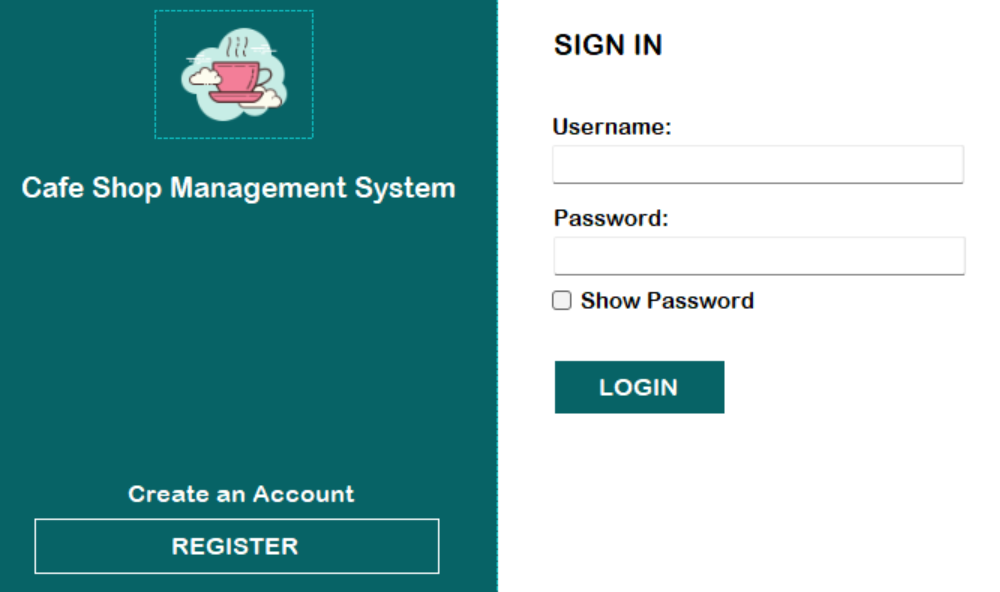 Cafe Shop Management System
Create an Account
REGISTER
SIGN IN
Username:
Password:
Show Password
LOGIN